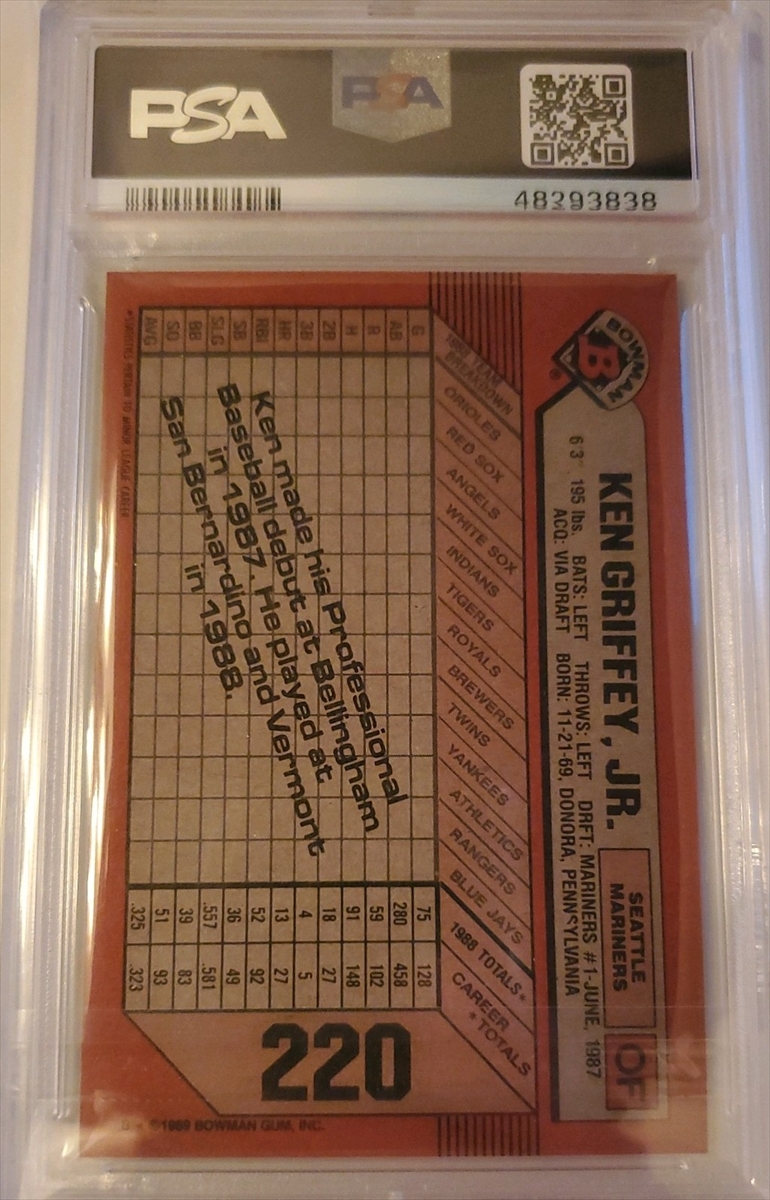 PSA
PSA
48293838
BOWMAN
B
®
KEN GRIFFEY, JR.
SEATTLE
MARINERS
OF
6'3" 195 lbs. BATS: LEFT THROWS: LEFT DRFT: MARINERS #1-JUNE, 1987
ACQ: VIA DRAFT BORN: 11-21-69, DONORA, PENNSYLVANIA
1988 TEAM
BREAKDOWN
ORIOLES
RED SOX
ANGELS
WHITE SOX
INDIANS
TIGERS
ROYALS
BREWERS
TWINS
YANKEES
ATHLETICS
RANGERS
BLUE JAYS
1988 TOTALS*
CAREER
*TOTALS
G 75 128
AB 280 458
R 59 102
H 91 148
2B 18 27
3B 4 5
HR 13 27
RBI 52 92
SB 36 49
SLG .557 .581
BB 39 83
SO 51 93
AVG .325 .323
Ken made his Professional
Baseball debut at Bellingham
in 1987. He played at
San Bernardino and Vermont
in 1988.
*STATISTICS PERTAIN TO MINOR LEAGUE CAREER
220
©1989 BOWMAN GUM, INC.